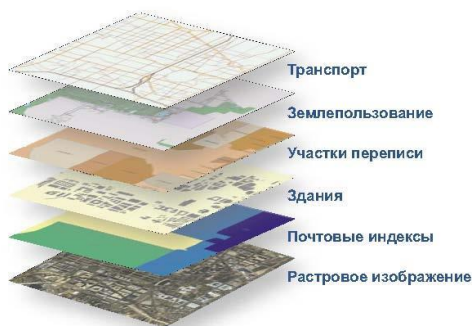 Транспорт
Землепользование
Участки переписи
Здания
Почтовые индексы
Растровое изображение